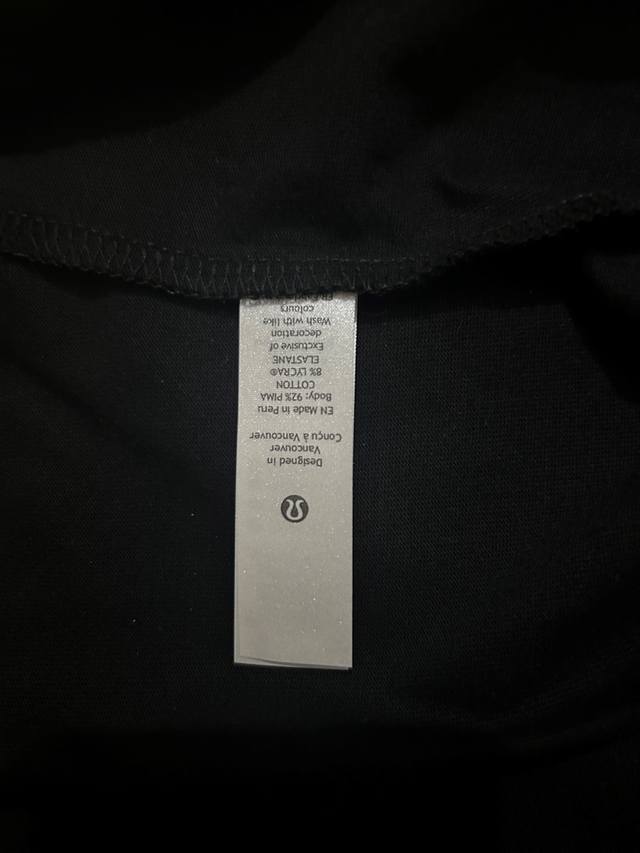 Designed in
Vancouver
Conçu à Vancouver
EN Made in Peru
Body: 92% PIMA
COTTON
8% LYCRA®
ELASTANE
Exclusive of
decoration
Wash with like
colours